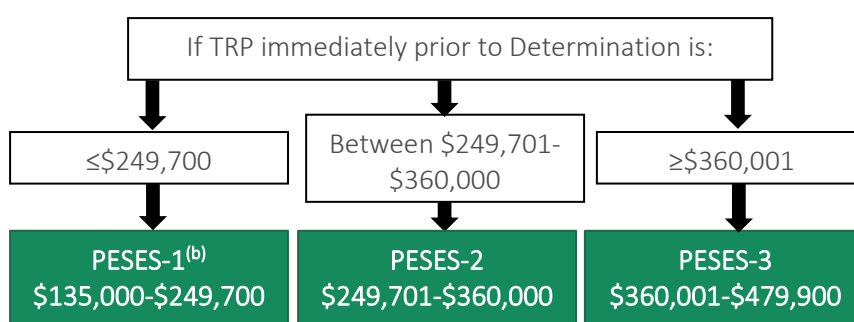 If TRP immediately prior to Determination is:
≤$249,700
Between $249,701-
$360,000
≥$360,001
PESES-1(b)
$135,000-$249,700
PESES-2
$249,701-$360,000
PESES-3
$360,001-$479,900